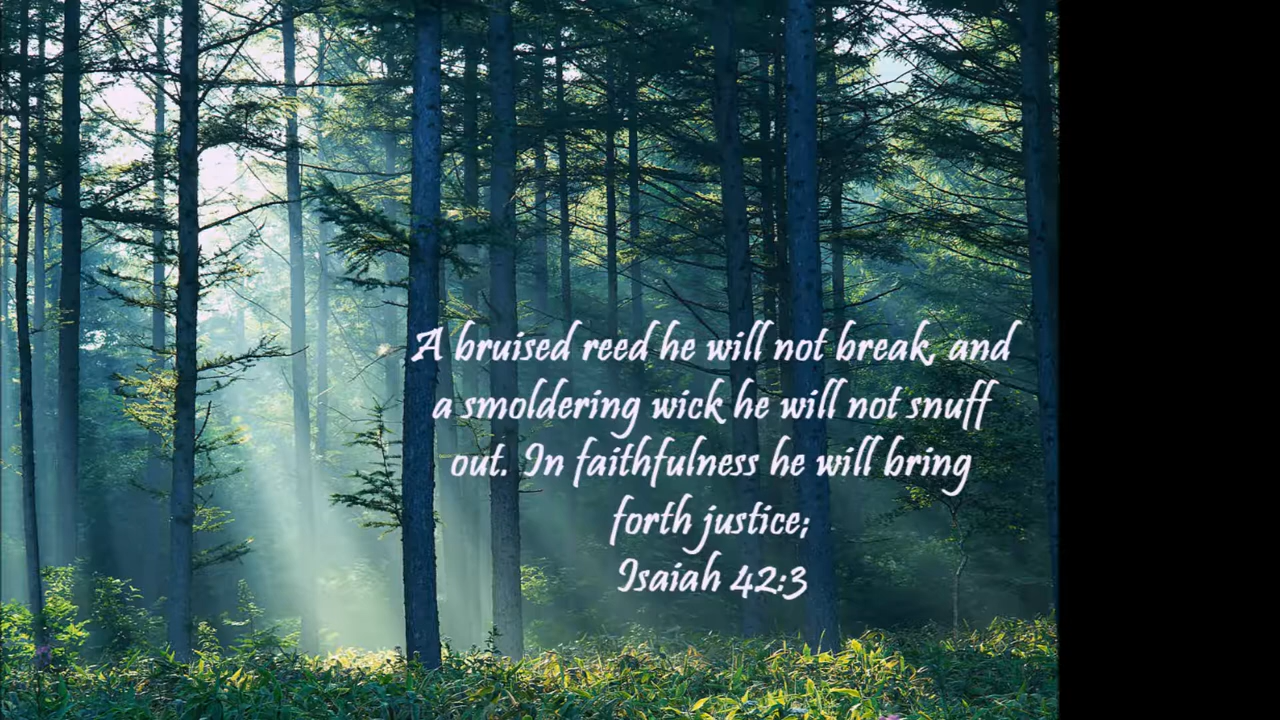 A bruised reed he will not break, and
a smoldering wick he will not snuff
out. In faithfulness he will bring
forth justice;
Isaiah 42:3